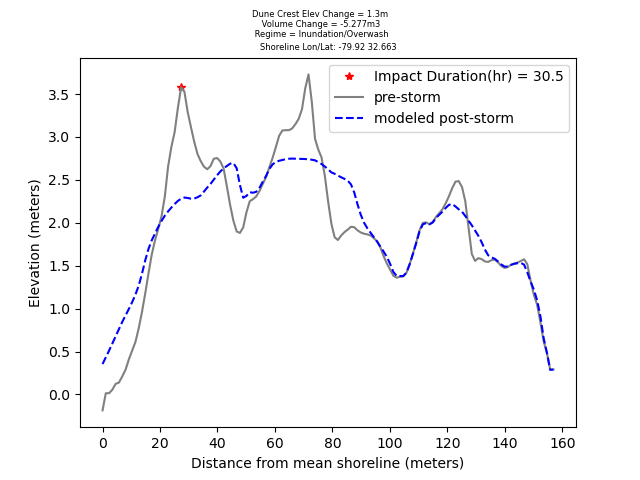 Dune Crest Elev Change = 1.3m
Volume Change = -5.277m3
Regime = Inundation/Overwash
Shoreline Lon/Lat: -79.92 32.663
Impact Duration(hr) = 30.5
pre-storm
modeled post-storm
3.5
3.0
2.5
2.0
1.5
1.0
0.5
0.0
Elevation (meters)
0 20 40 60 80 100 120 140 160
Distance from mean shoreline (meters)